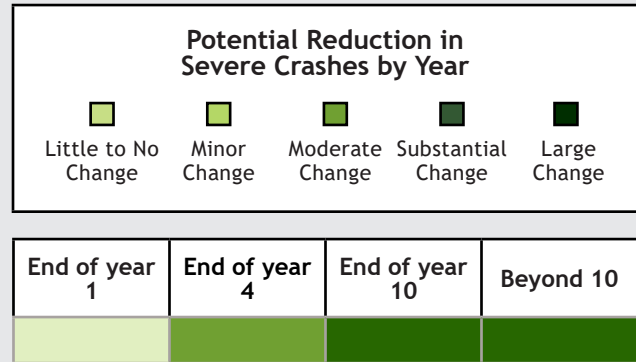 Potential Reduction in
Severe Crashes by Year
Little to No
Change
Minor
Change
Moderate
Change
Substantial
Change
Large
Change
End of year
1
End of year
4
End of year
10
Beyond 10